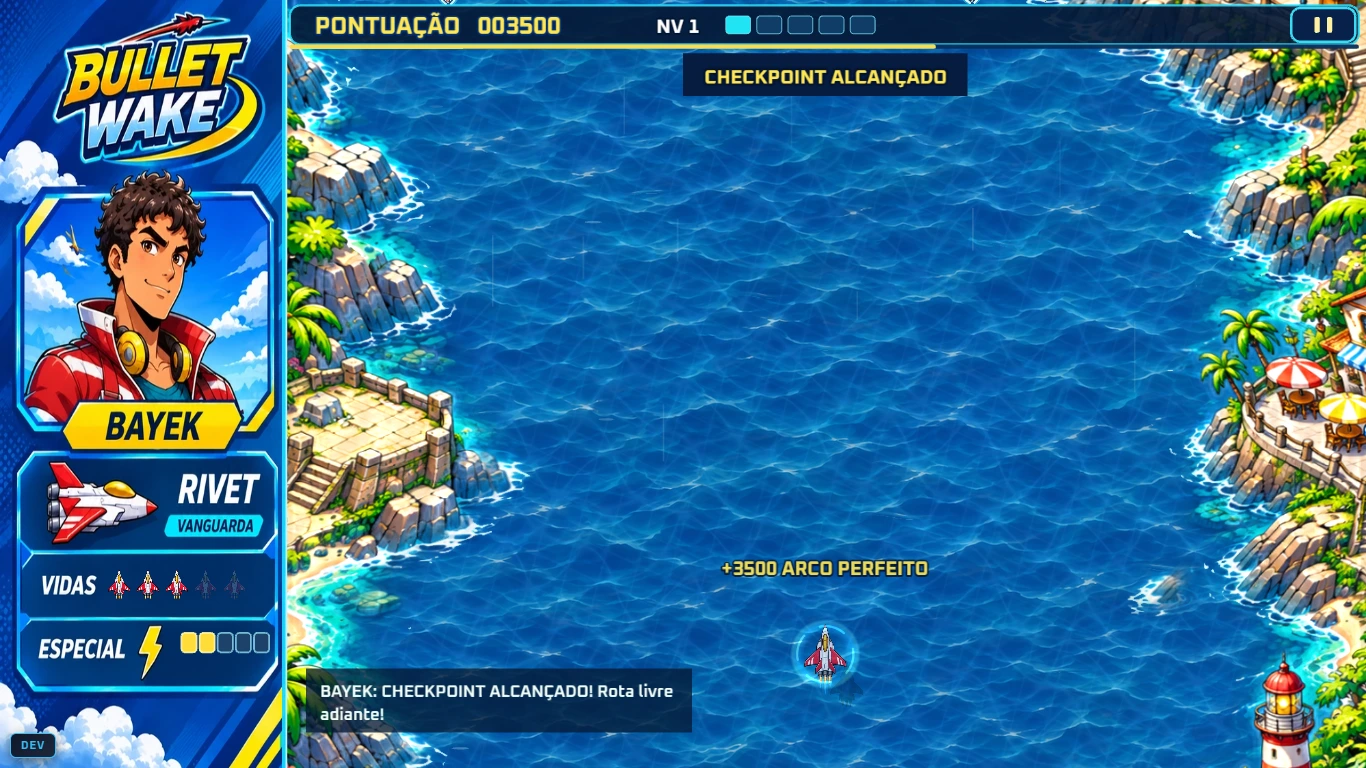 BULLET
WAKE
PONTUAÇÃO 003500
NV 1
CHECKPOINT ALCANÇADO
BAYEK
RIVET
VANGUARDA
VIDAS
ESPECIAL
+3500 ARCO PERFEITO
BAYEK: CHECKPOINT ALCANÇADO! Rota livre
adiante!
DEV